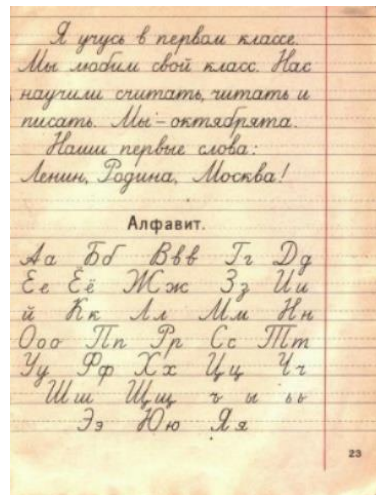 Я учусь в первом классе.
Мы любим свой класс. Нас
научили считать, читать и
писать. Мы - октябрята.
Наши первые слова:
Ленин, Родина, Москва!
Алфавит.
Аа Бб Ввв Гг Дд
Ее Ёё Жж Зз Ии
й Кк Лл Мм Нн
Ооо Пп Рр Сс Тт
Уу Фф Хх Цц Чч
Шш Щщ ъ ы ьь
Ээ Юю Яя
23